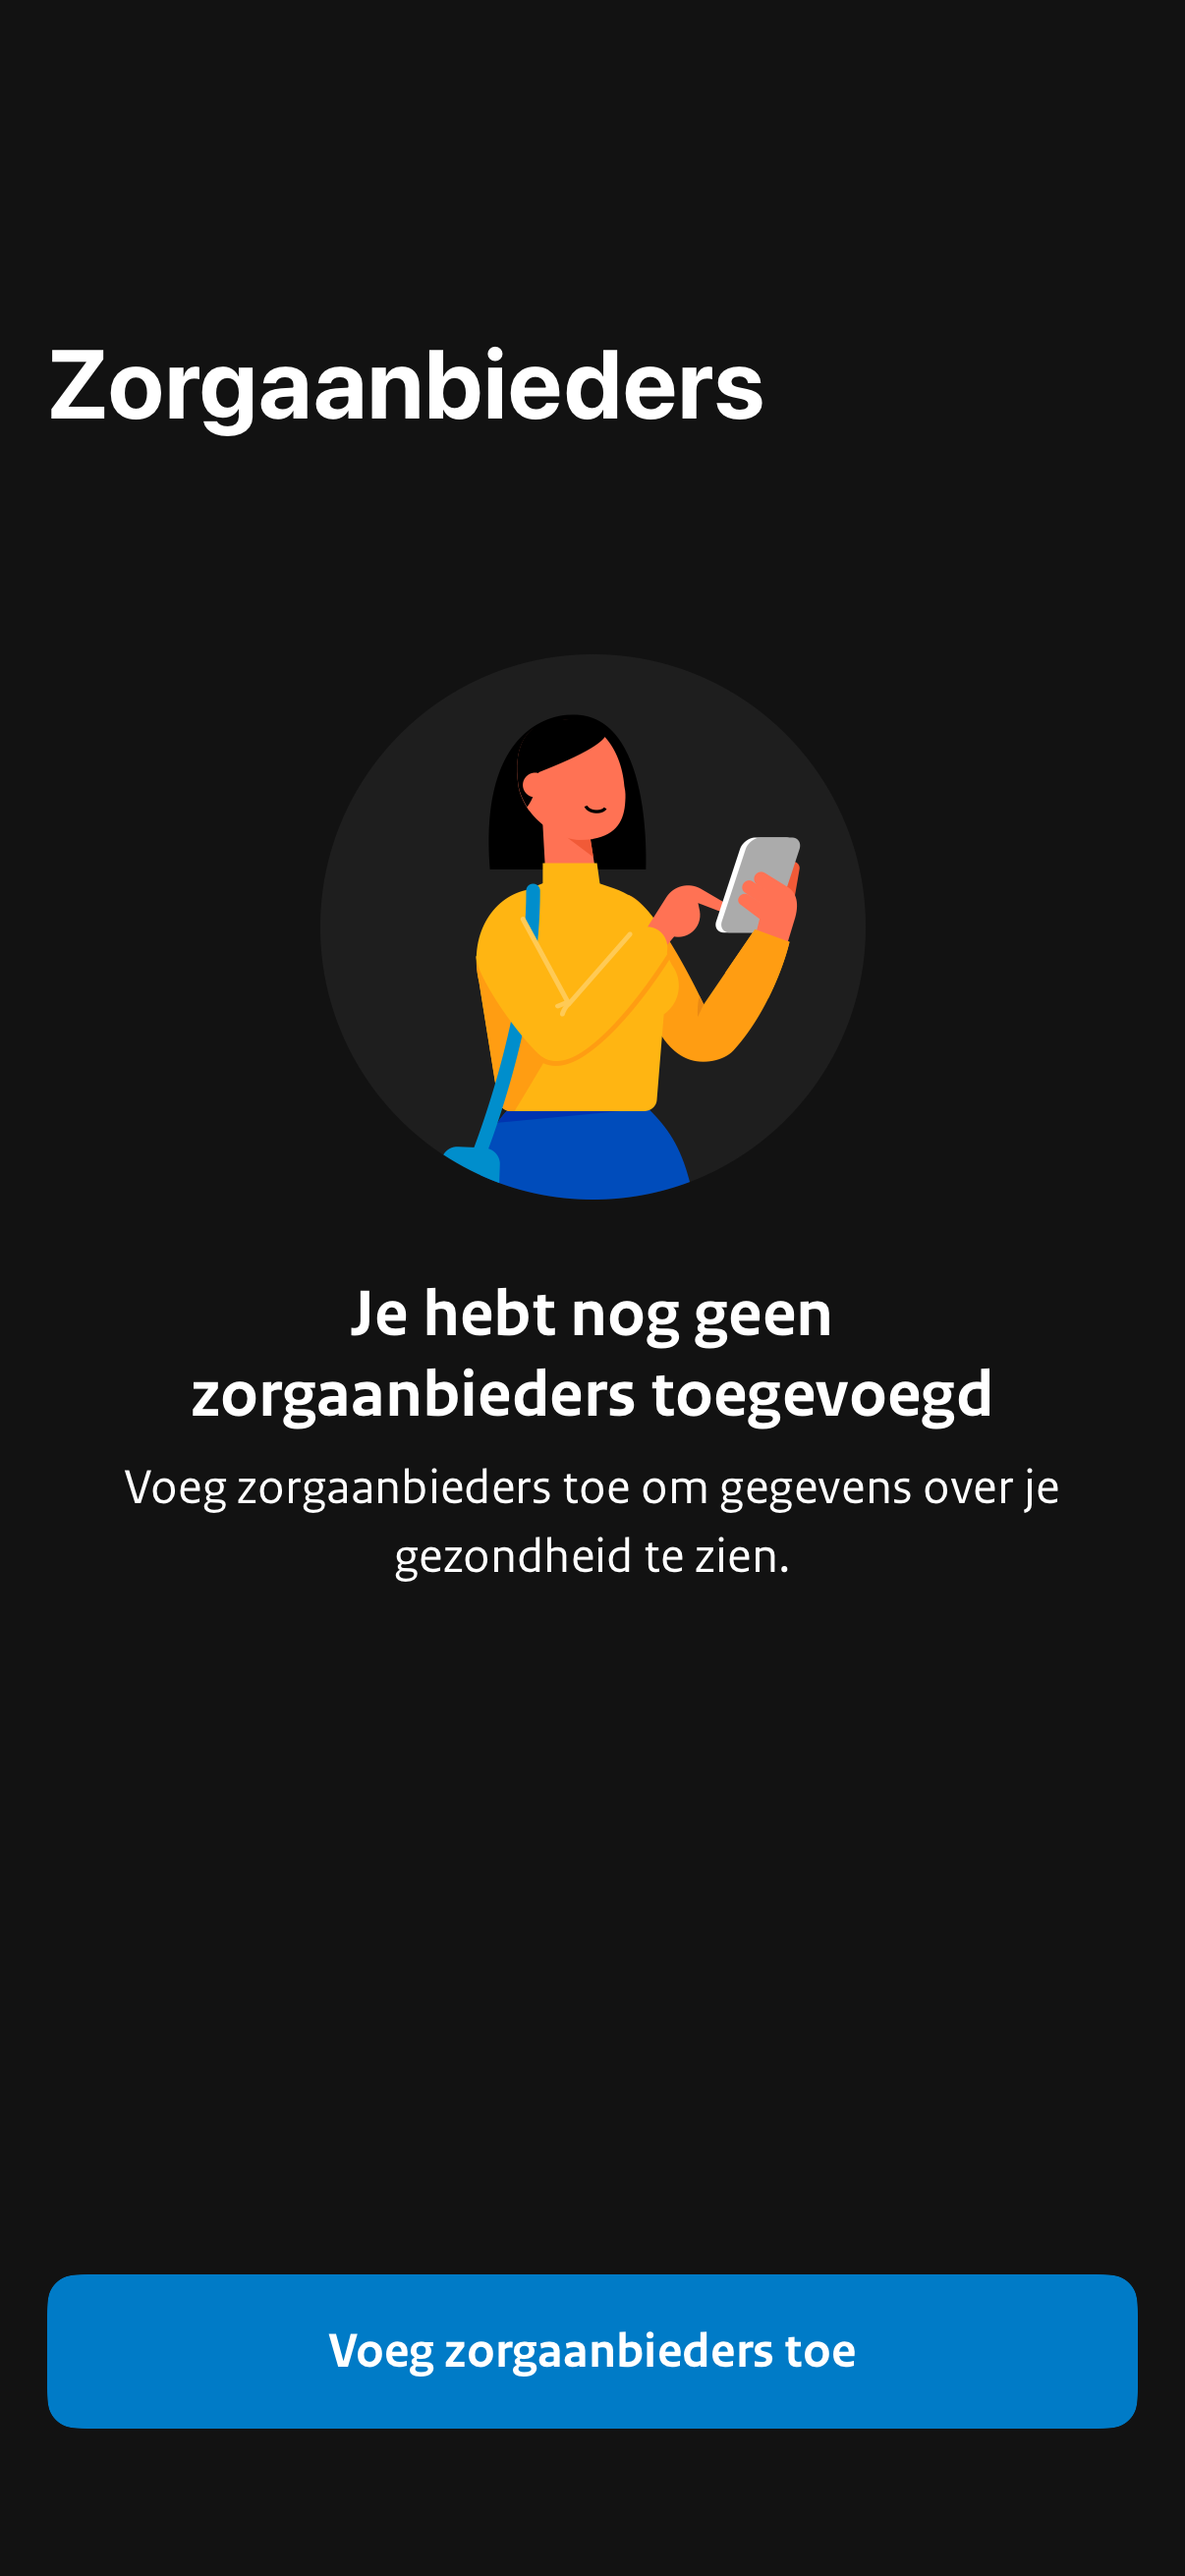 Zorgaanbieders
Je hebt nog geen
zorgaanbieders toegevoegd
Voeg zorgaanbieders toe om gegevens over je
gezondheid te zien.
Voeg zorgaanbieders toe